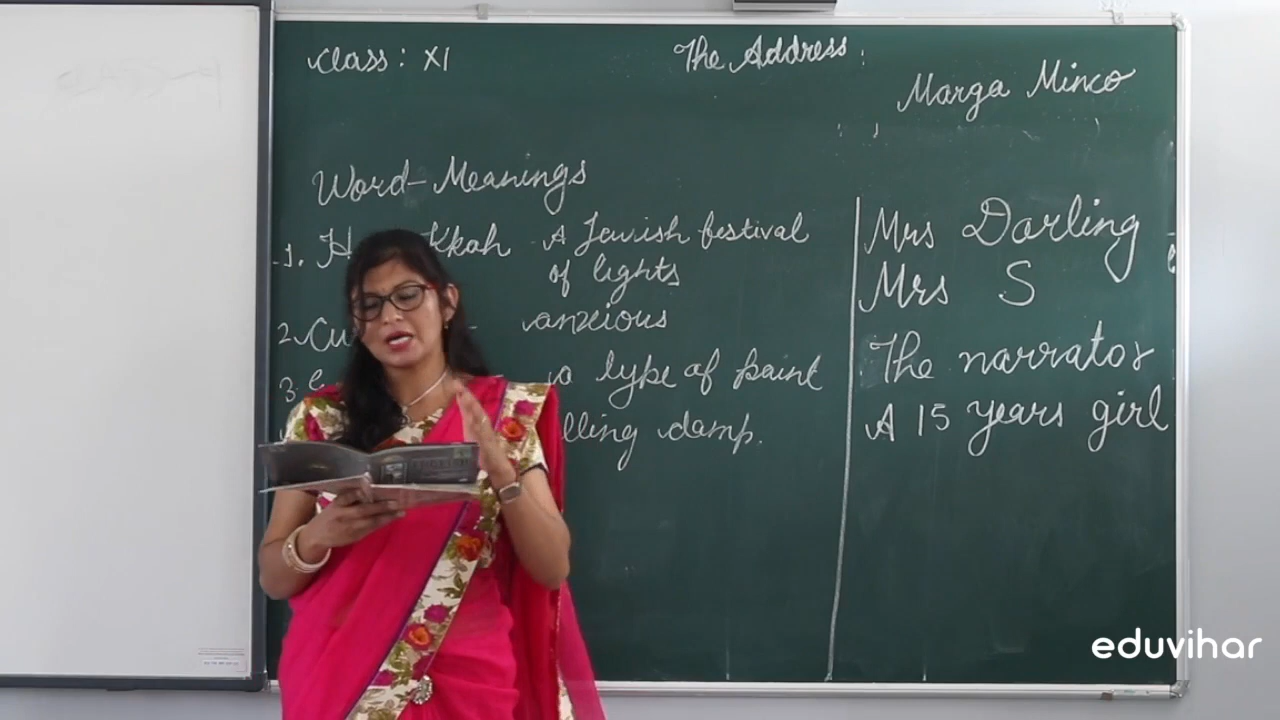 Class: XI
The Address:
Marga Minco
Word-Meanings
1. H kkah A Jewish festival
of lights
2. Cu - anxious
3. a type of paint
lling damp.
Mrs Darling
Mrs S
The narrator
A 15 years girl
eduvihar